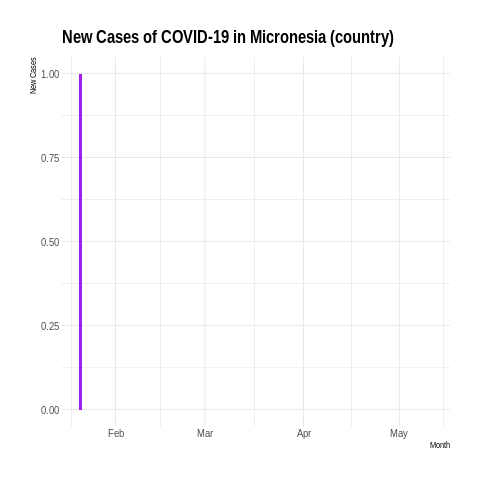 New Cases of COVID-19 in Micronesia (country)
New Cases
1.00
0.75
0.50
0.25
0.00
Feb Mar Apr May
Month